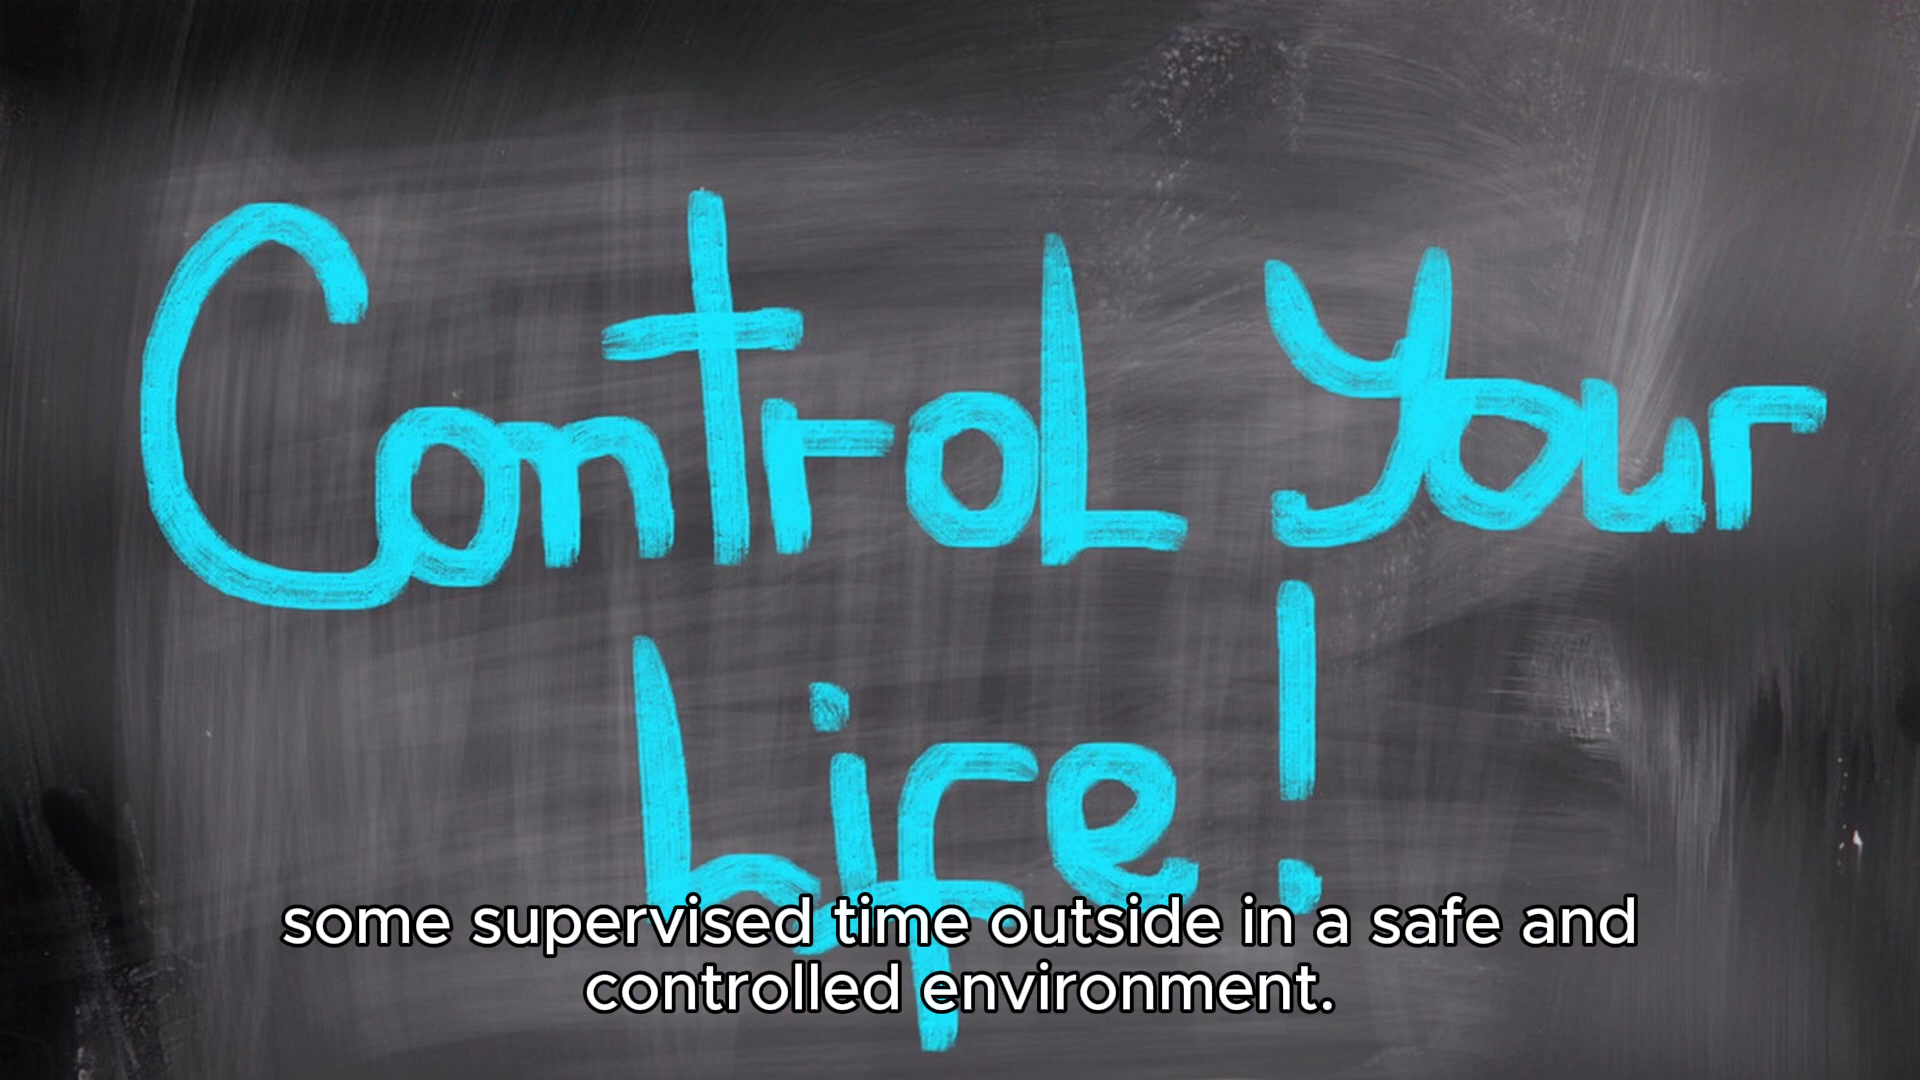 Control Your
Life!
some supervised time outside in a safe and
controlled environment.